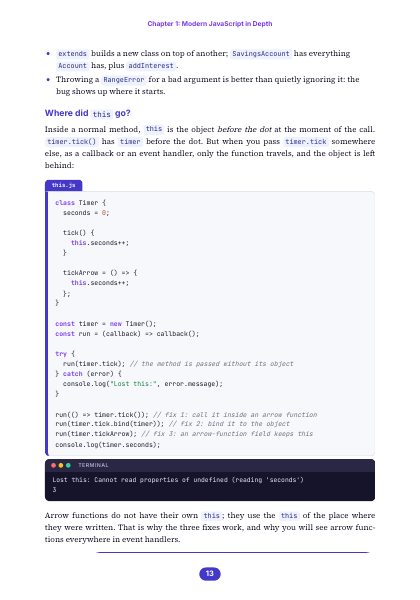 Chapter 1: Modern JavaScript in Depth
• extends builds a new class on top of another; SavingsAccount has everything
Account has, plus addInterest.
• Throwing a RangeError for a bad argument is better than quietly ignoring it: the
bug shows up where it starts.
Where did this go?
Inside a normal method, this is the object before the dot at the moment of the call.
timer.tick() has timer before the dot. But when you pass timer.tick somewhere
else, as a callback or an event handler, only the function travels, and the object is left
behind:
this.js
class Timer {
  seconds = 0;

  tick() {
    this.seconds++;
  }

  tickArrow = () => {
    this.seconds++;
  };
}

const timer = new Timer();
const run = (callback) => callback();

try {
  run(timer.tick); // the method is passed without its object
} catch (error) {
  console.log("Lost this:", error.message);
}

run(() => timer.tick()); // fix 1: call it inside an arrow function
run(timer.tick.bind(timer)); // fix 2: bind it to the object
run(timer.tickArrow); // fix 3: an arrow-function field keeps this
console.log(timer.seconds);
TERMINAL
Lost this: Cannot read properties of undefined (reading 'seconds')
3
Arrow functions do not have their own this; they use the this of the place where
they were written. That is why the three fixes work, and why you will see arrow func-
tions everywhere in event handlers.
13